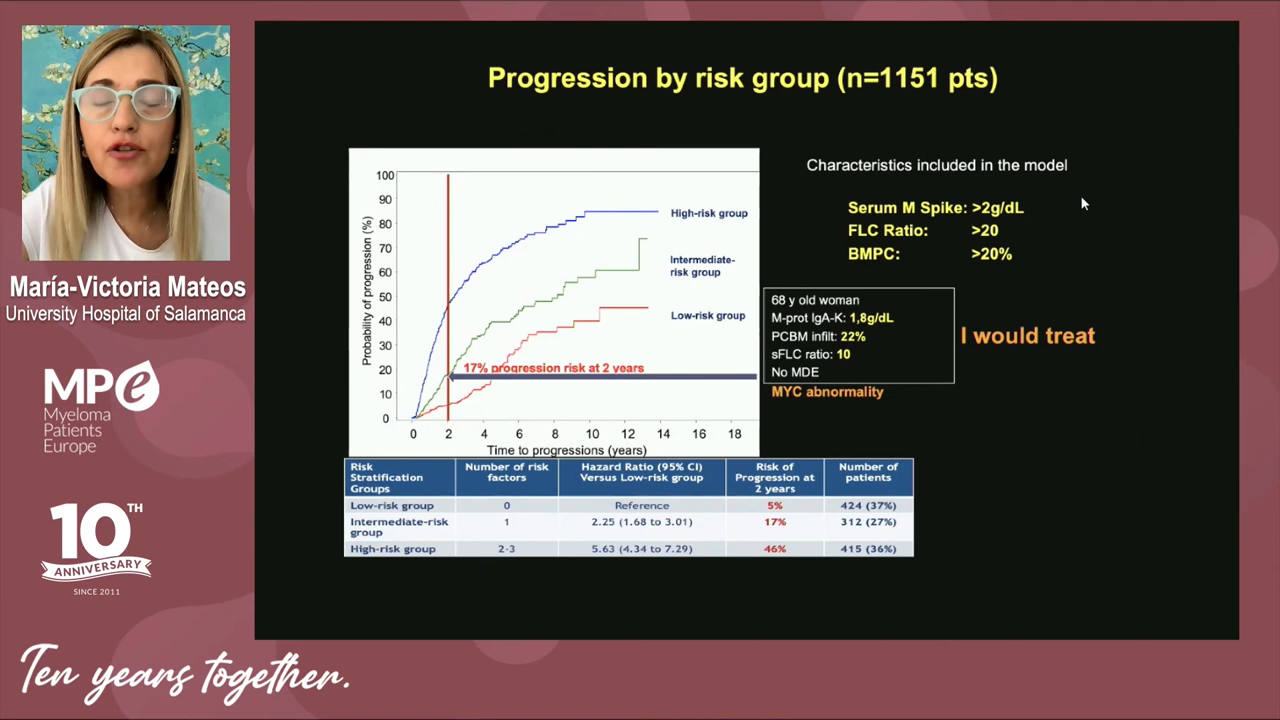 María-Victoria Mateos
University Hospital of Salamanca
MPe
Myeloma
Patients
Europe
10TH
ANNIVERSARY
SINCE 2011
Ten years together.
Progression by risk group (n=1151 pts)
Probability of progression (%)
100
90
80
70
60
50
40
30
20
10
0
High-risk group
Intermediate-
risk group
Low-risk group
17% progression risk at 2 years
0 2 4 6 8 10 12 14 16 18
Time to progressions (years)
Characteristics included in the model
Serum M Spike: >2g/dL
FLC Ratio: >20
BMPC: >20%
68 y old woman
M-prot IgA-K: 1,8g/dL
PCBM infilt: 22%
sFLC ratio: 10
No MDE
MYC abnormality
I would treat
Risk Stratification Groups Number of risk factors Hazard Ratio (95% CI) Versus Low-risk group Risk of Progression at 2 years Number of patients
Low-risk group 0 Reference 5% 424 (37%)
Intermediate-risk group 1 2.25 (1.68 to 3.01) 17% 312 (27%)
High-risk group 2-3 5.63 (4.34 to 7.29) 46% 415 (36%)